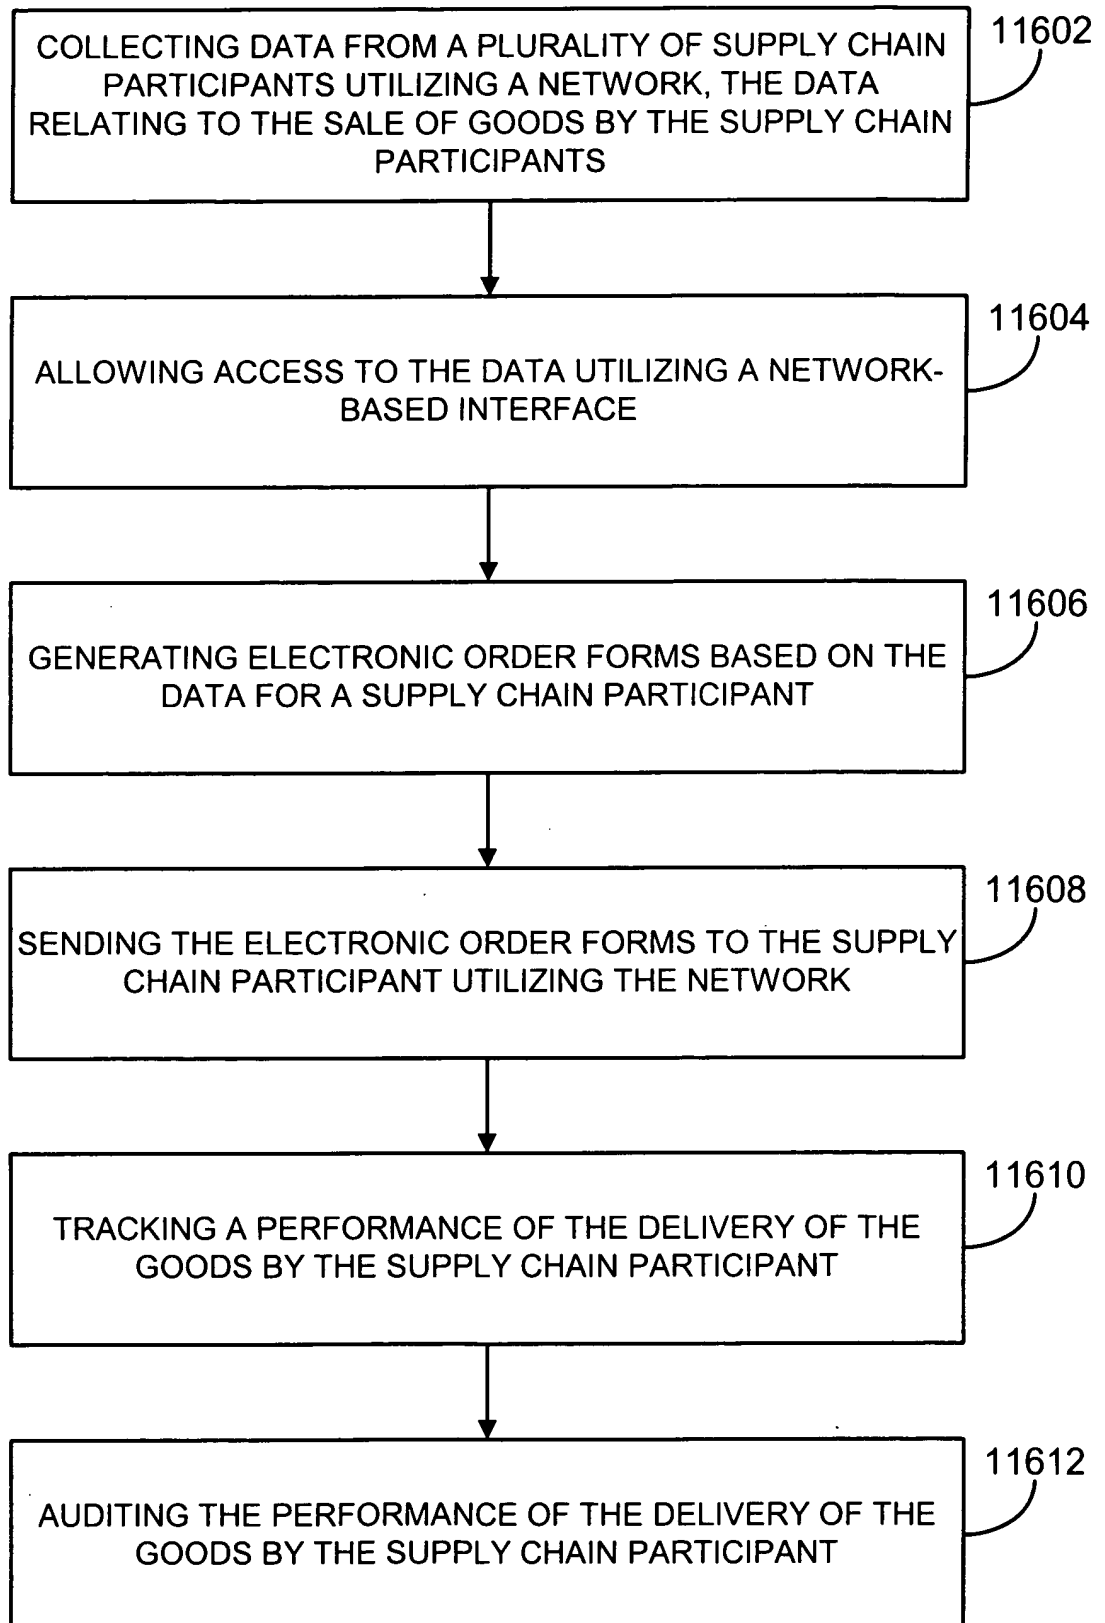 11602
COLLECTING DATA FROM A PLURALITY OF SUPPLY CHAIN
PARTICIPANTS UTILIZING A NETWORK, THE DATA
RELATING TO THE SALE OF GOODS BY THE SUPPLY CHAIN
PARTICIPANTS
11604
ALLOWING ACCESS TO THE DATA UTILIZING A NETWORK-
BASED INTERFACE
11606
GENERATING ELECTRONIC ORDER FORMS BASED ON THE
DATA FOR A SUPPLY CHAIN PARTICIPANT
11608
SENDING THE ELECTRONIC ORDER FORMS TO THE SUPPLY
CHAIN PARTICIPANT UTILIZING THE NETWORK
11610
TRACKING A PERFORMANCE OF THE DELIVERY OF THE
GOODS BY THE SUPPLY CHAIN PARTICIPANT
11612
AUDITING THE PERFORMANCE OF THE DELIVERY OF THE
GOODS BY THE SUPPLY CHAIN PARTICIPANT